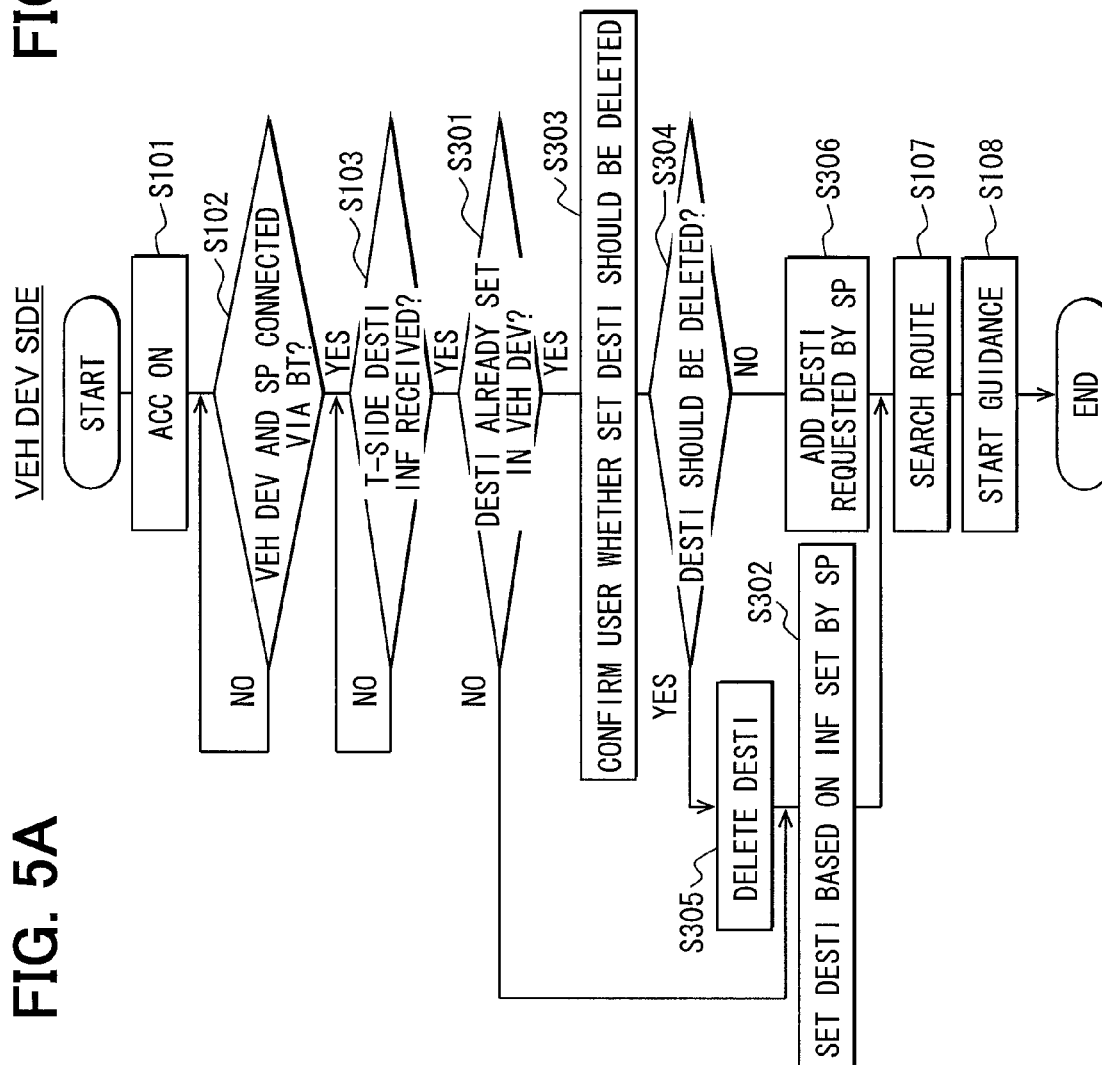 FIG. 5A
FIG
VEH DEV SIDE
START
ACC ON
S101
VEH DEV AND SP CONNECTED
VIA BT?
S102
NO
YES
T-SIDE DESTI
INF RECEIVED?
S103
NO
YES
DESTI ALREADY SET
IN VEH DEV?
S301
NO
YES
CONFIRM USER WHETHER SET DESTI SHOULD BE DELETED
S303
DESTI SHOULD BE DELETED?
S304
YES
NO
DELETE DESTI
S305
SET DESTI BASED ON INF SET BY SP
S302
ADD DESTI
REQUESTED BY SP
S306
SEARCH ROUTE
S107
START GUIDANCE
S108
END